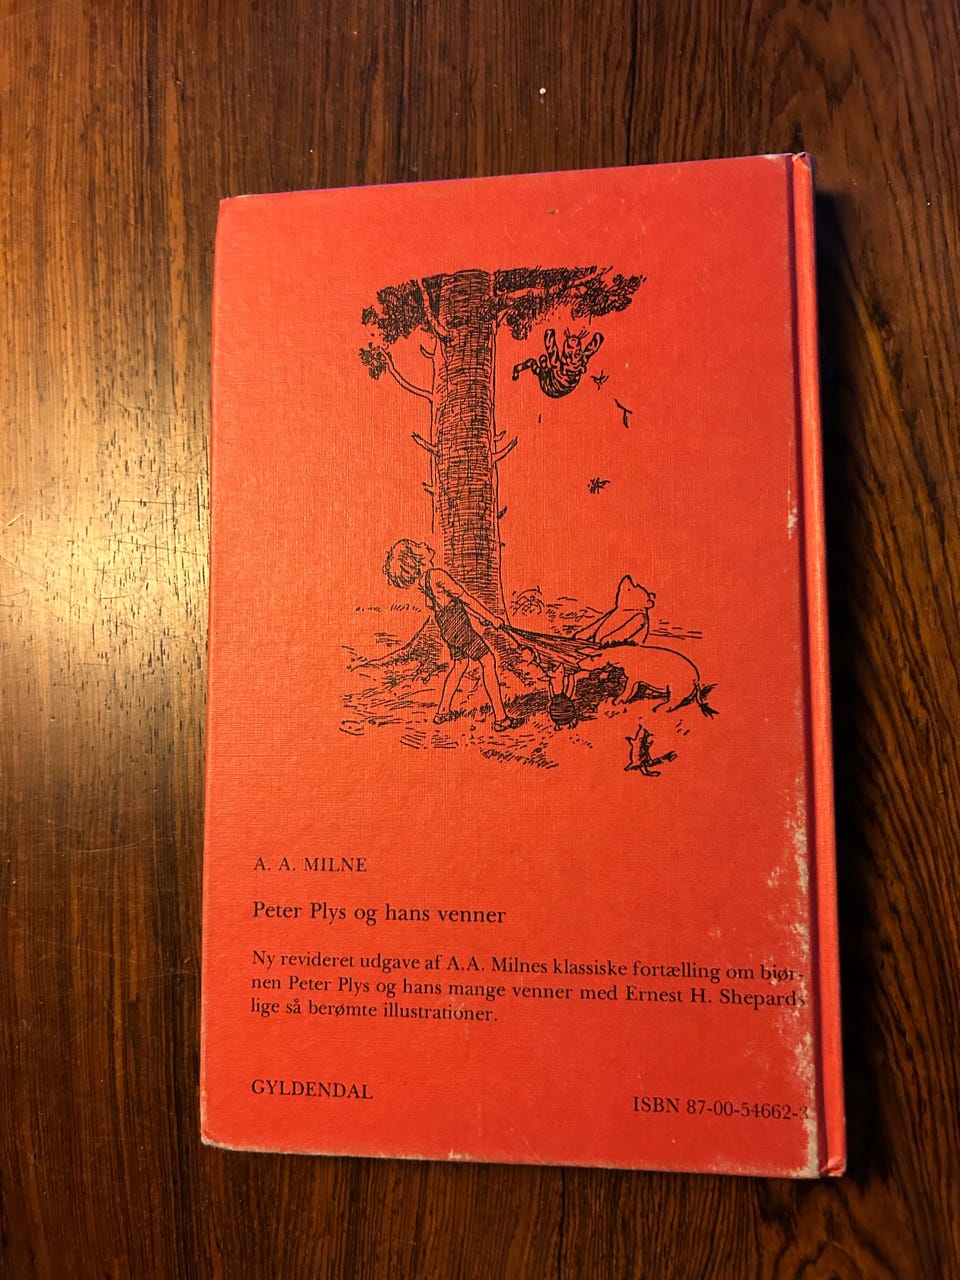 A. A. MILNE
Peter Plys og hans venner
Ny revideret udgave af A.A. Milnes klassiske fortælling om bjør-
nen Peter Plys og hans mange venner med Ernest H. Shepards
lige så berømte illustrationer.
GYLDENDAL
ISBN 87-00-54662-3